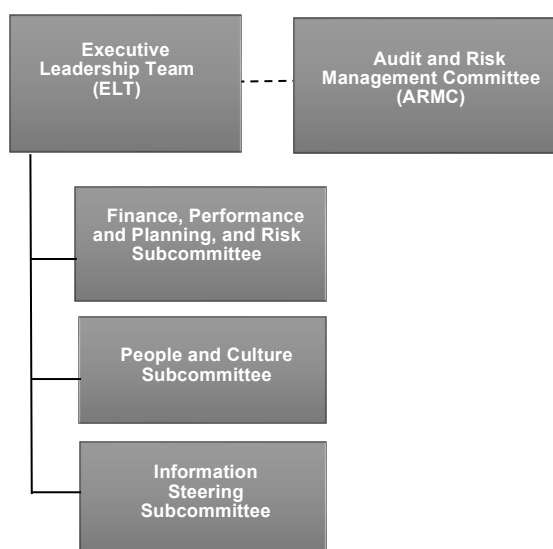 Executive
Leadership Team
(ELT)
Audit and Risk
Management Committee
(ARMC)
Finance, Performance
and Planning, and Risk
Subcommittee
People and Culture
Subcommittee
Information
Steering
Subcommittee